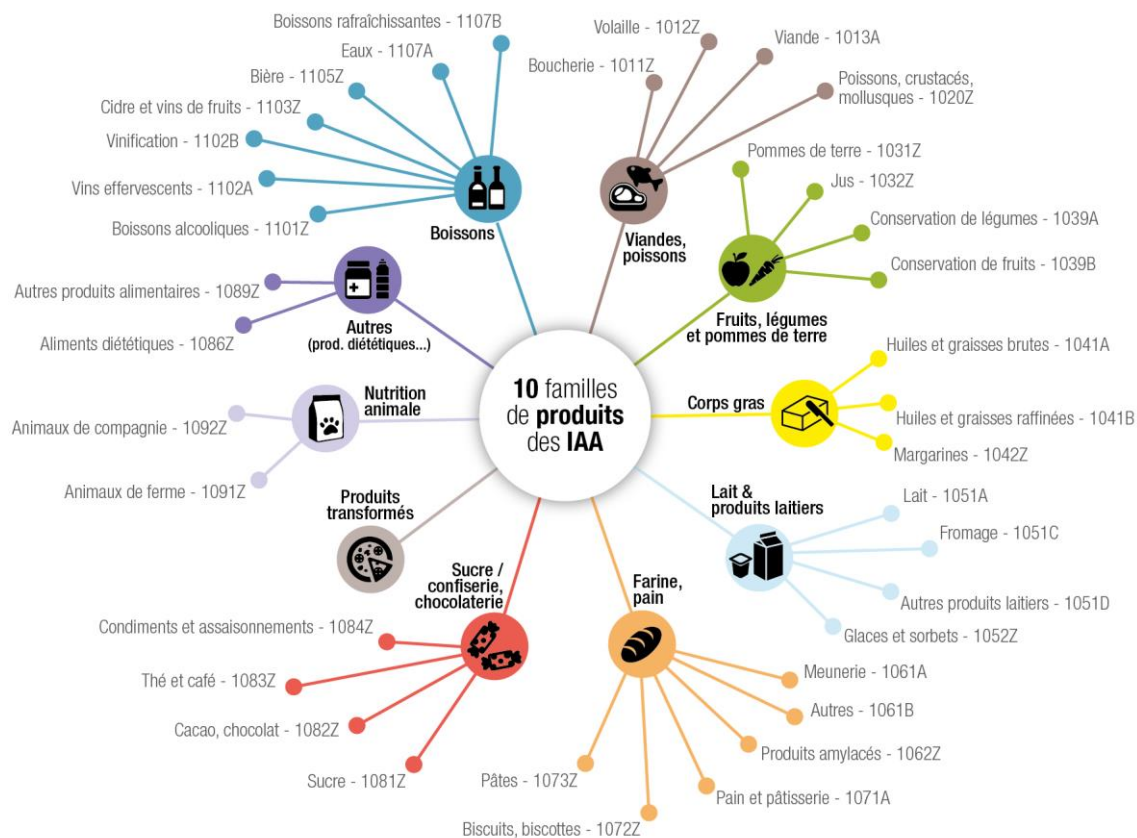 Boissons rafraîchissantes - 1107B
Eaux - 1107A
Bière - 1105Z
Cidre et vins de fruits - 1103Z
Vinification - 1102B
Vins effervescents - 1102A
Boissons alcooliques - 1101Z
Boissons
Volaille - 1012Z
Viande - 1013A
Boucherie - 1011Z
Poissons, crustacés,
mollusques - 1020Z
Viandes,
poissons
Pommes de terre - 1031Z
Jus - 1032Z
Conservation de légumes - 1039A
Conservation de fruits - 1039B
Fruits, légumes
et pommes de terre
Autres produits alimentaires - 1089Z
Aliments diététiques - 1086Z
Autres
(prod. diététiques...)
10 familles
de produits
des IAA
Huiles et graisses brutes - 1041A
Corps gras
Huiles et graisses raffinées - 1041B
Margarines - 1042Z
Nutrition
animale
Animaux de compagnie - 1092Z
Animaux de ferme - 1091Z
Lait &
produits laitiers
Lait - 1051A
Fromage - 1051C
Autres produits laitiers - 1051D
Glaces et sorbets - 1052Z
Produits
transformés
Sucre /
confiserie,
chocolaterie
Condiments et assaisonnements - 1084Z
Thé et café - 1083Z
Cacao, chocolat - 1082Z
Sucre - 1081Z
Farine,
pain
Meunerie - 1061A
Autres - 1061B
Produits amylacés - 1062Z
Pain et pâtisserie - 1071A
Biscuits, biscottes - 1072Z
Pâtes - 1073Z